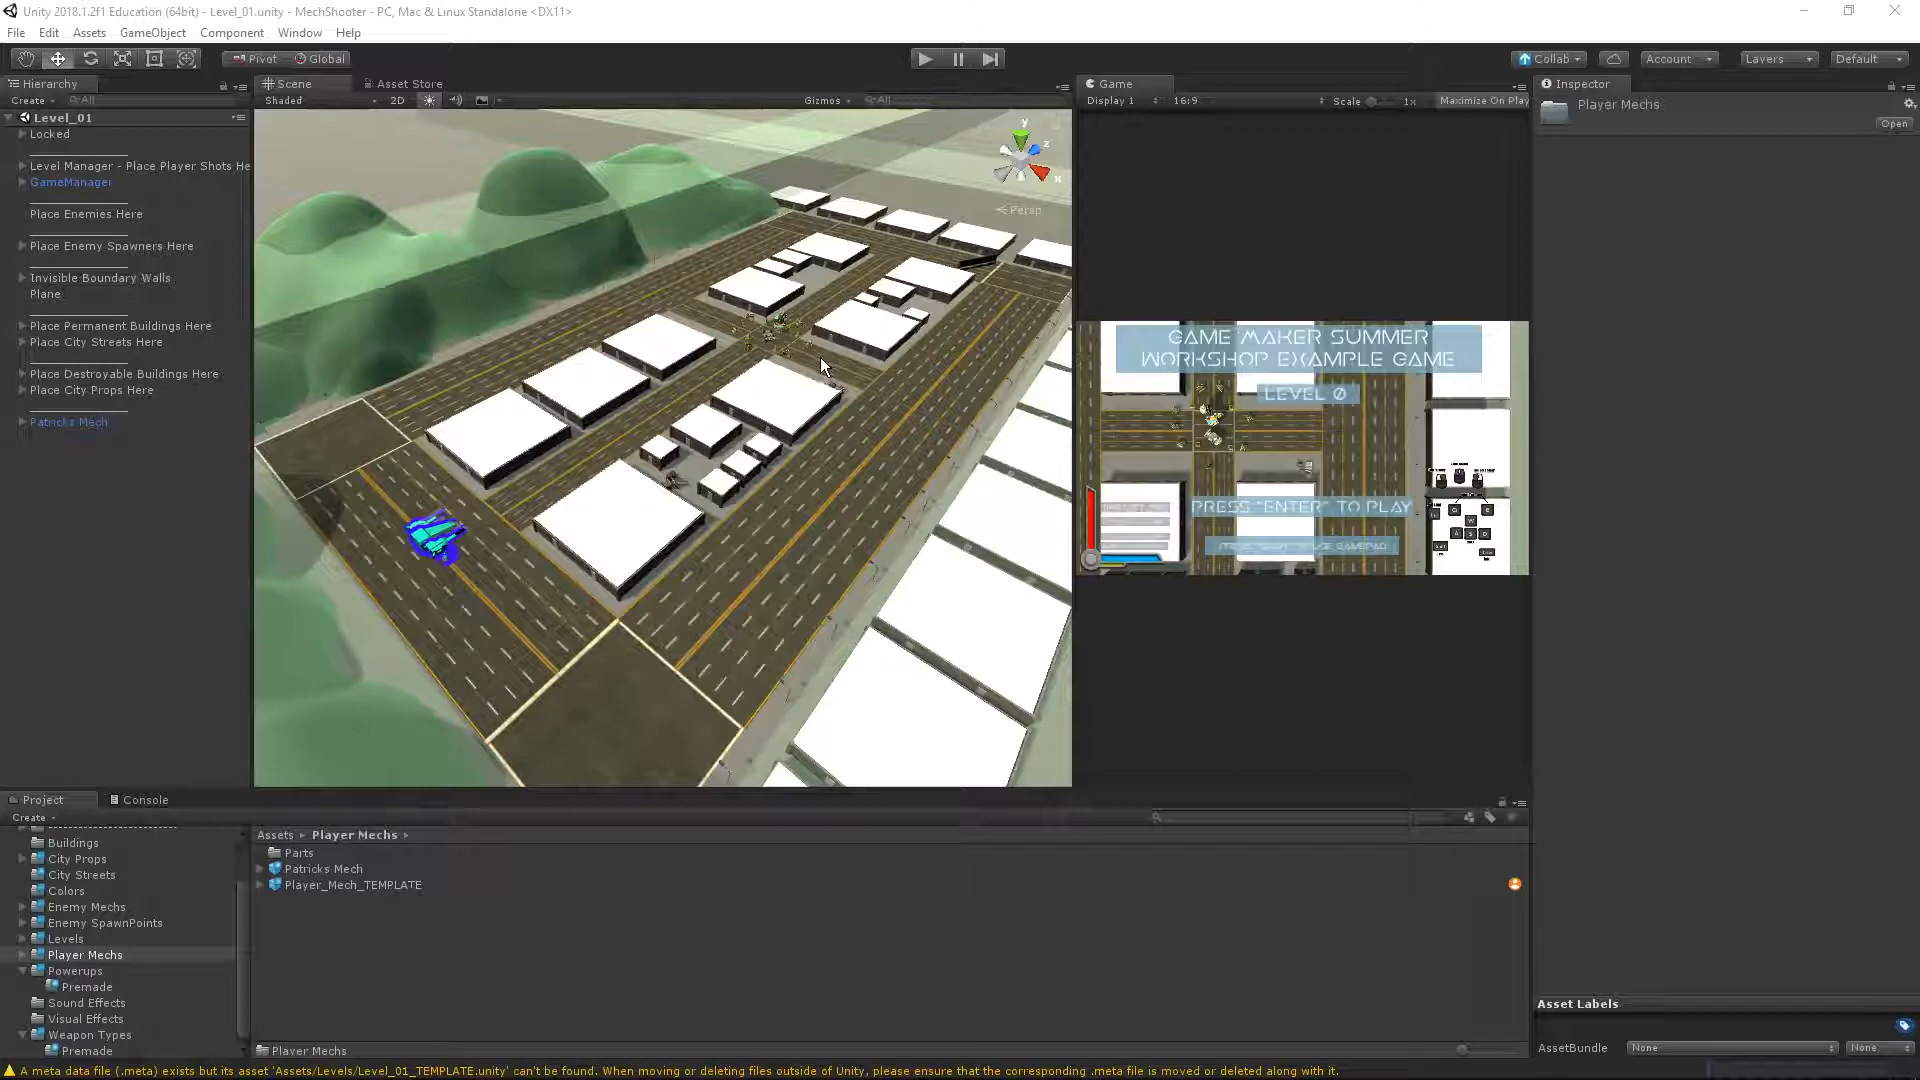 Unity 2018.1.2f1 Education (64bit) - Level_01.unity - MechShooter - PC, Mac & Linux Standalone <DX11>
File Edit Assets GameObject Component Window Help
Pivot Global Collab Account Layers Default
Hierarchy Scene Asset Store Game Inspector
Create All Shaded 2D Gizmos All Display 1 16:9 Scale 1x Maximize On Play Player Mechs
Open
Level_01
Locked
Level Manager - Place Player Shots He
GameManager
Place Enemies Here
Place Enemy Spawners Here
Invisible Boundary Walls
Plane
Place Permanent Buildings Here
Place City Streets Here
Place Destroyable Buildings Here
Place City Props Here
Patricks Mech
y
z
x
Persp
GAME MAKER SUMMER
WORKSHOP EXAMPLE GAME
LEVEL 0
PRESS "ENTER" TO PLAY
Project Console
Create
Assets Player Mechs
Buildings
City Props
City Streets
Colors
Enemy Mechs
Enemy SpawnPoints
Levels
Player Mechs
Powerups
Premade
Sound Effects
Visual Effects
Weapon Types
Premade
Parts
Patricks Mech
Player_Mech_TEMPLATE
Player Mechs
Asset Labels
AssetBundle None None
A meta data file (.meta) exists but its asset 'Assets/Levels/Level_01_TEMPLATE.unity' can't be found. When moving or deleting files outside of Unity, please ensure that the corresponding .meta file is moved or deleted along with it.